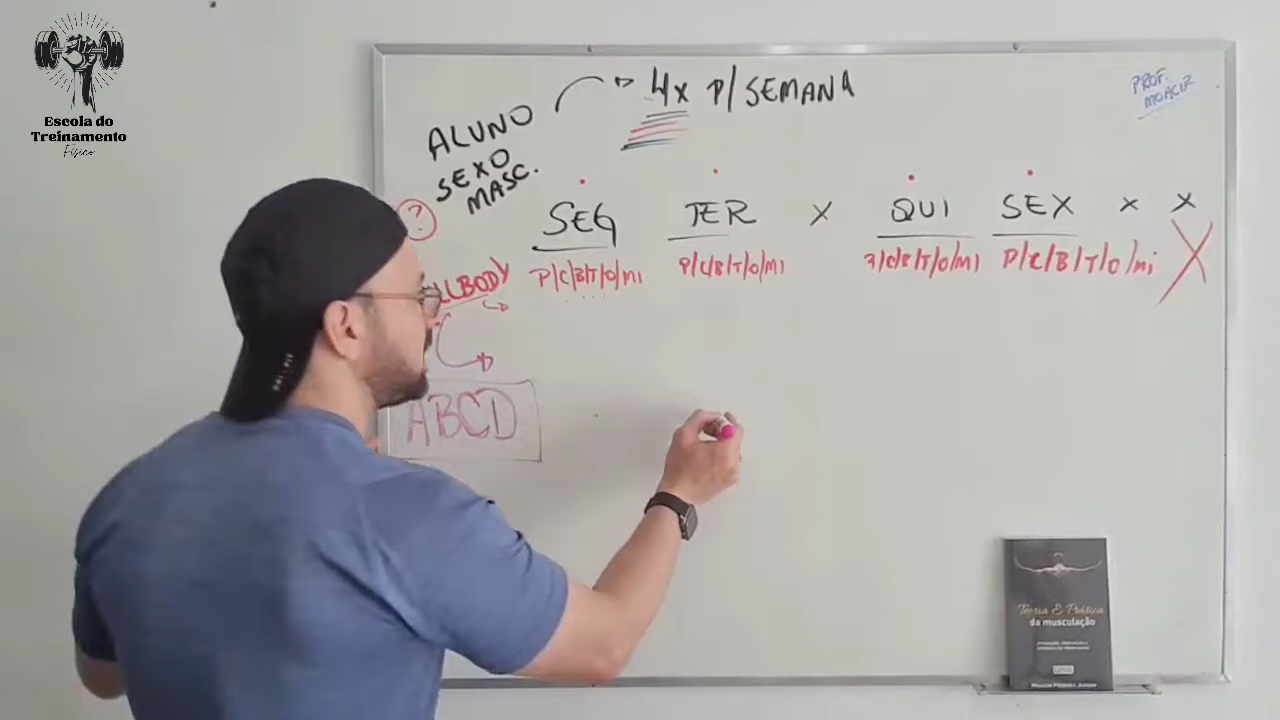 Escola do
Treinamento
Físico
PROF.
MOACIR
ALUNO
SEXO
MASC.
4x P/SEMANA
?
SEG TER X QUI SEX X X
P/C/B/T/O/MI P/C/B/T/O/MI P/C/B/T/O/MI X
ABCD
Teoria E Prática
da musculação